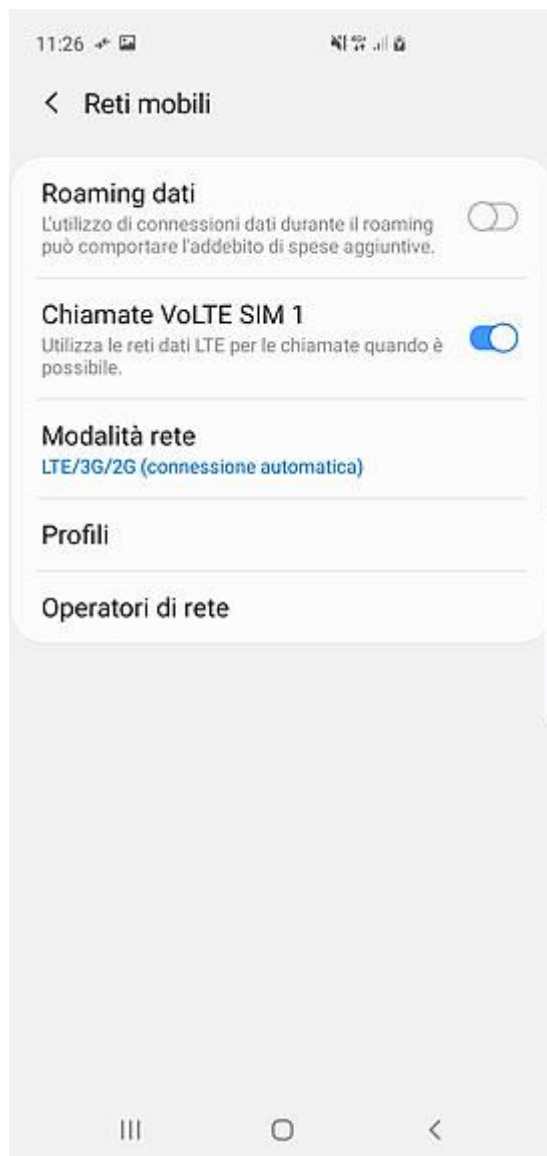 11:26
Reti mobili
Roaming dati
L'utilizzo di connessioni dati durante il roaming
può comportare l'addebito di spese aggiuntive.
Chiamate VoLTE SIM 1
Utilizza le reti dati LTE per le chiamate quando è
possibile.
Modalità rete
LTE/3G/2G (connessione automatica)
Profili
Operatori di rete